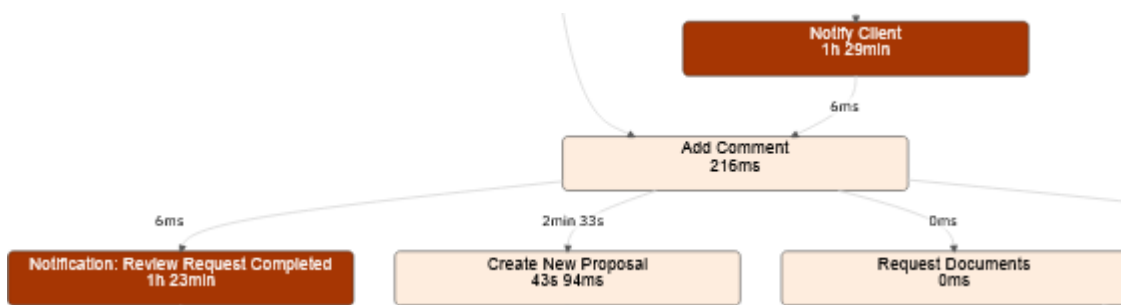 Notify Client
1h 29min
6ms
Add Comment
216ms
6ms
2min 33s
0ms
Notification: Review Request Completed
1h 23min
Create New Proposal
43s 94ms
Request Documents
0ms